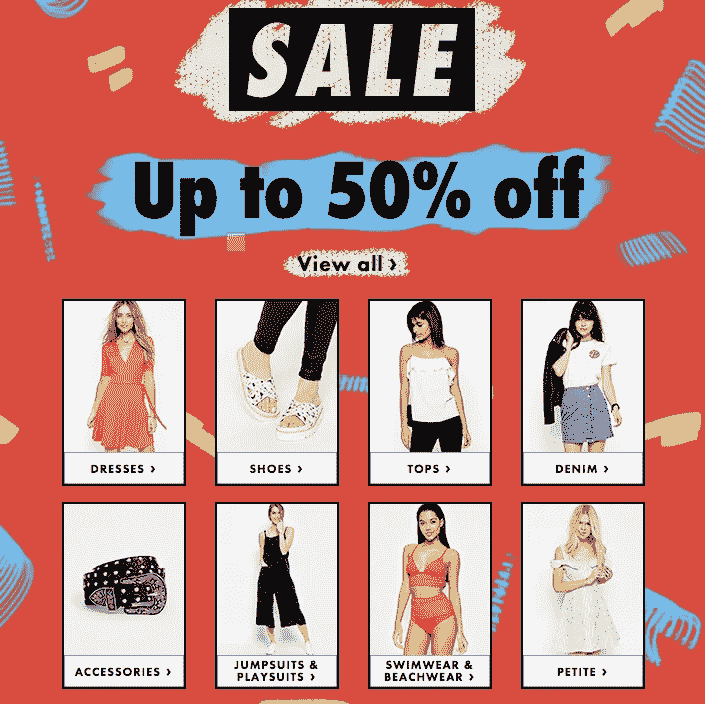 SALE
Up to 50% off
View all ›
DRESSES ›
SHOES ›
TOPS ›
DENIM ›
ACCESSORIES ›
JUMPSUITS &
PLAYSUITS ›
SWIMWEAR &
BEACHWEAR ›
PETITE ›